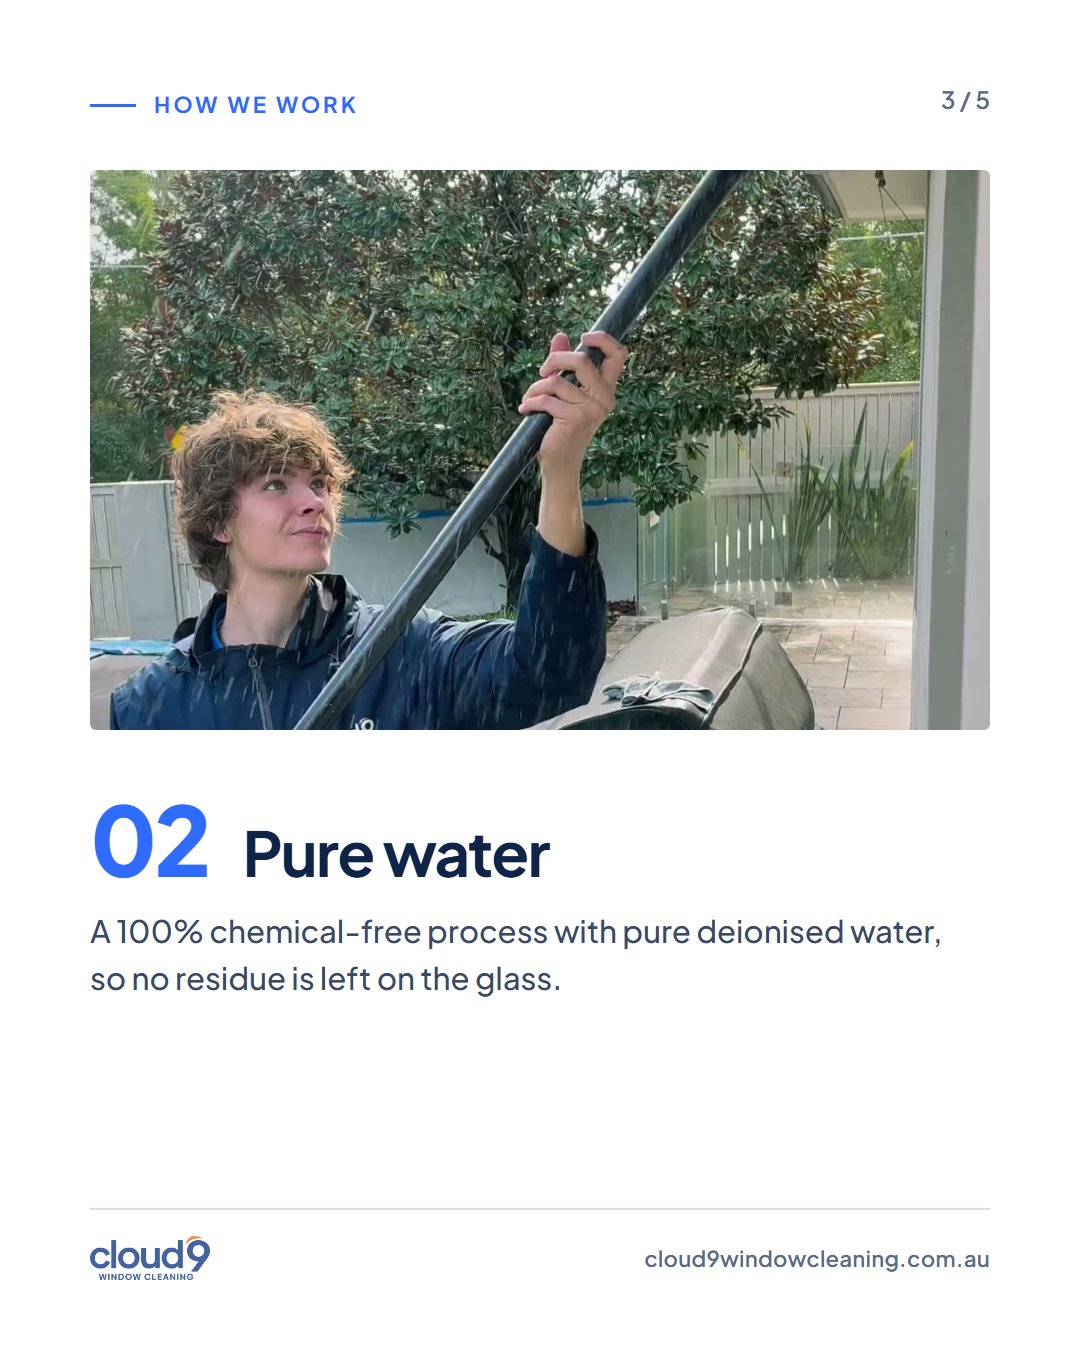 HOW WE WORK
3 / 5
02 Pure water
A 100% chemical-free process with pure deionised water,
so no residue is left on the glass.
cloud9
WINDOW CLEANING
cloud9windowcleaning.com.au